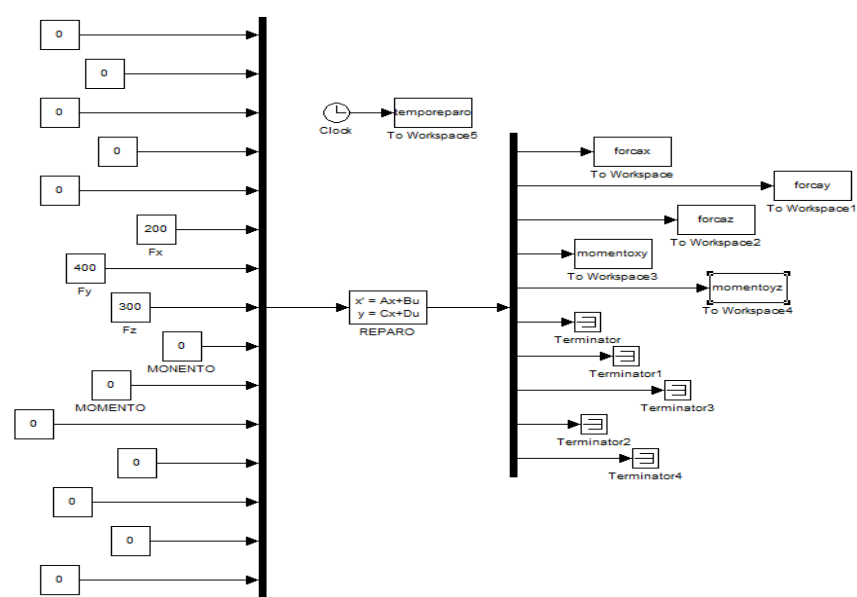 0
0
0
0
0
200
Fx
400
Fy
300
Fz
0
MONENTO
0
MOMENTO
0
0
0
0
0
Clock
temporeparo
To Workspace5
x' = Ax+Bu
y = Cx+Du
REPARO
forcax
To Workspace
forcay
To Workspace1
forcaz
To Workspace2
momentoxy
To Workspace3
momentoyz
To Workspace4
Terminator
Terminator1
Terminator3
Terminator2
Terminator4